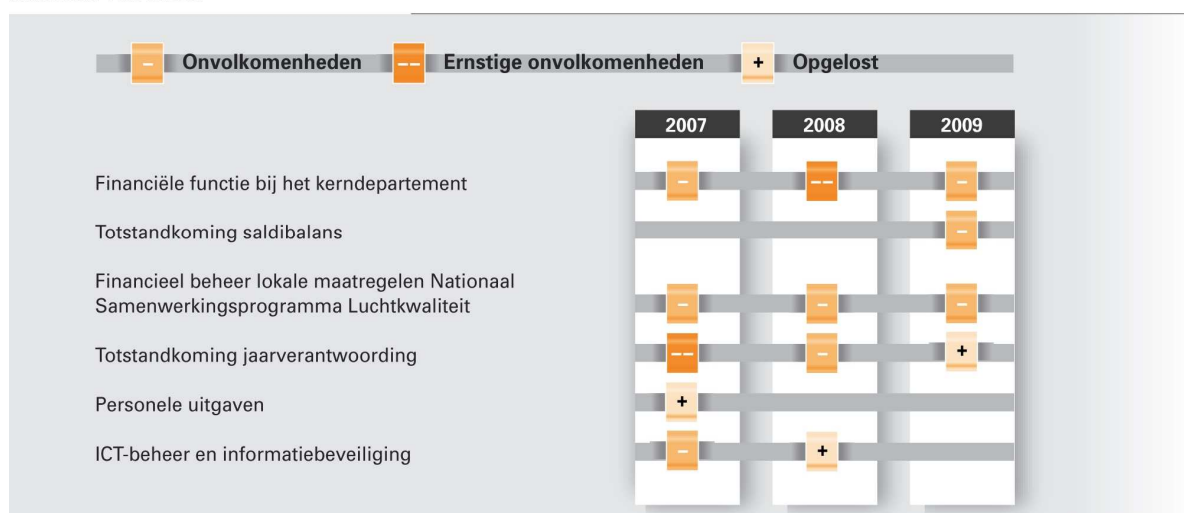 – Onvolkomenheden –– Ernstige onvolkomenheden + Opgelost
2007 2008 2009
Financiële functie bij het kerndepartement – –– –
Totstandkoming saldibalans –
Financieel beheer lokale maatregelen Nationaal
Samenwerkingsprogramma Luchtkwaliteit – – –
Totstandkoming jaarverantwoording –– – +
Personele uitgaven +
ICT-beheer en informatiebeveiliging – +